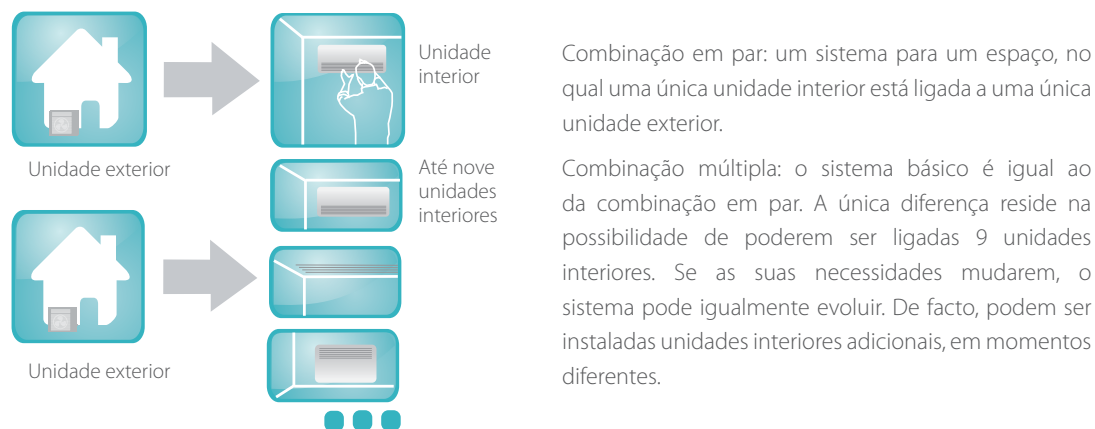 Unidade
interior
Unidade exterior
Até nove
unidades
interiores
Unidade exterior
Combinação em par: um sistema para um espaço, no
qual uma única unidade interior está ligada a uma única
unidade exterior.
Combinação múltipla: o sistema básico é igual ao
da combinação em par. A única diferença reside na
possibilidade de poderem ser ligadas 9 unidades
interiores. Se as suas necessidades mudarem, o
sistema pode igualmente evoluir. De facto, podem ser
instaladas unidades interiores adicionais, em momentos
diferentes.